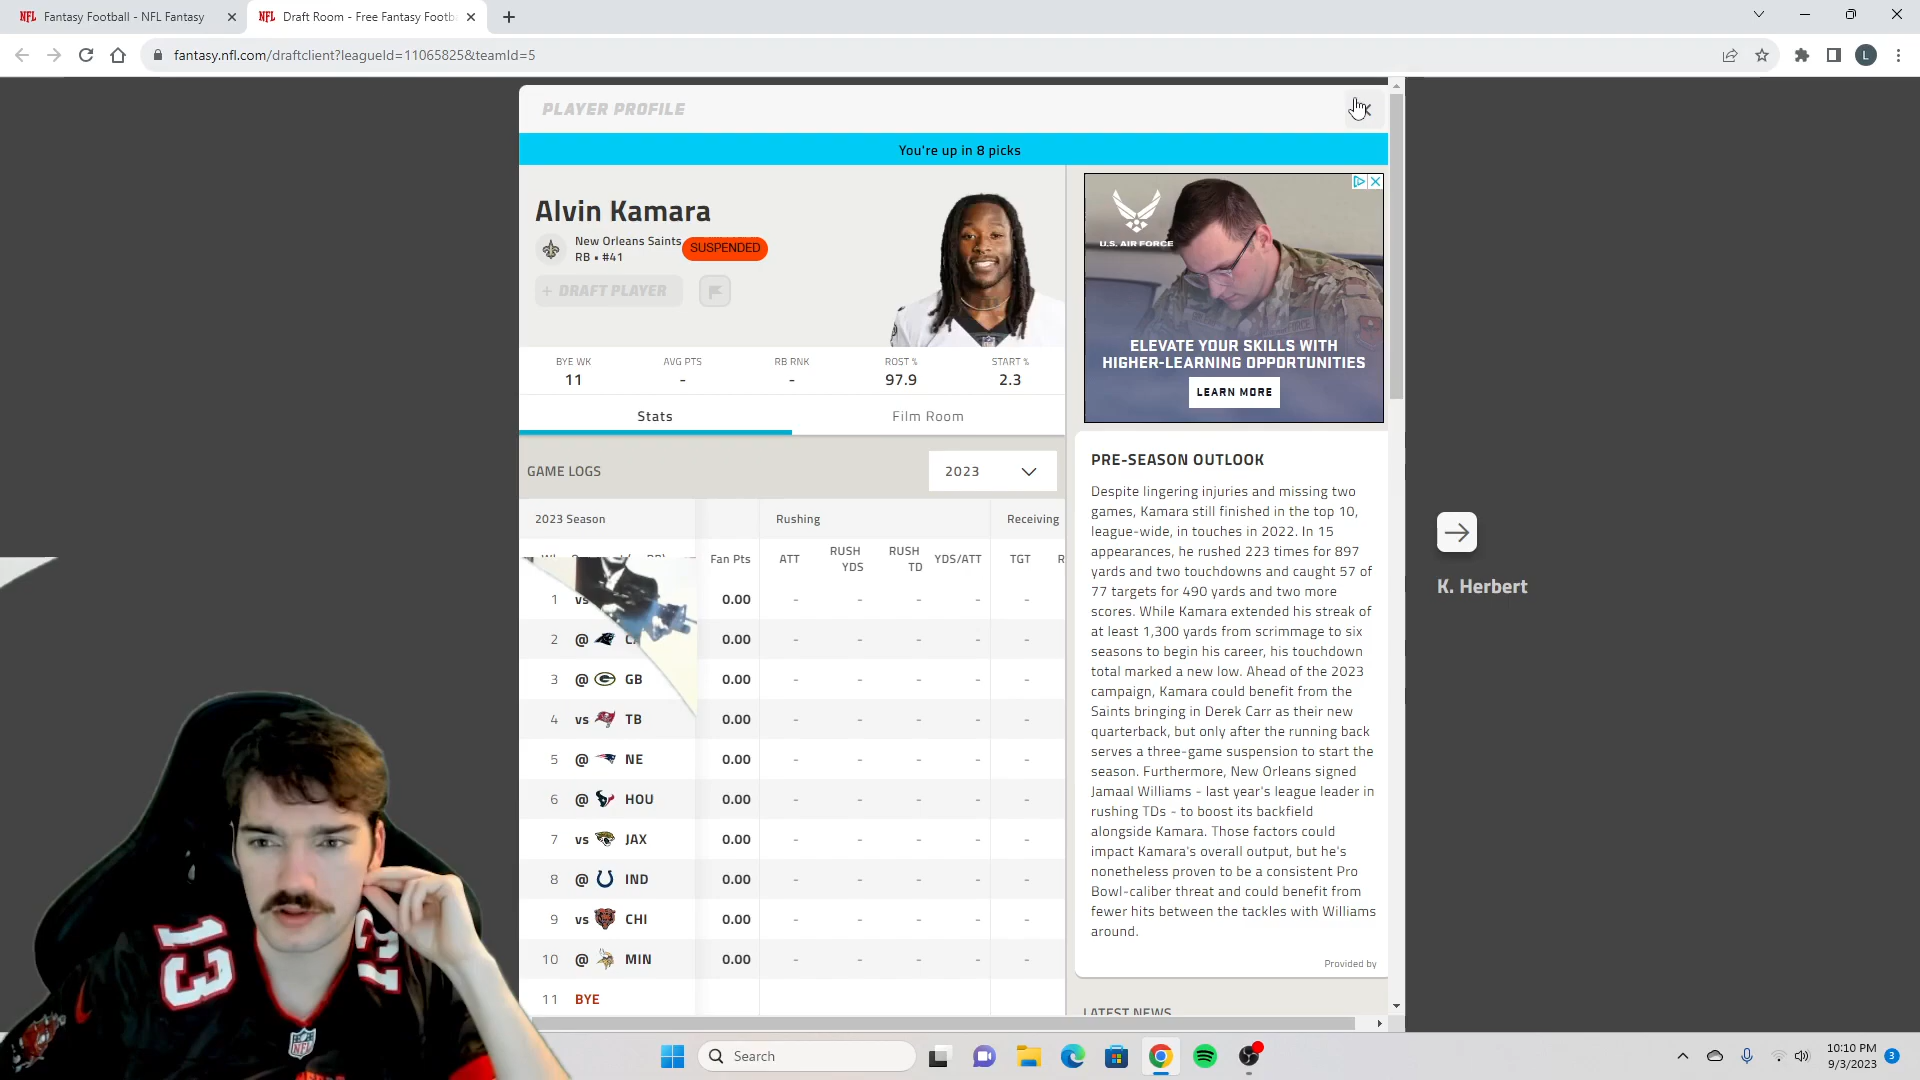 NFL Fantasy Football - NFL Fantasy
NFL Draft Room - Free Fantasy Footb
fantasy.nfl.com/draftclient?leagueId=11065825&teamId=5
L
PLAYER PROFILE
You're up in 8 picks
Alvin Kamara
New Orleans Saints
RB • #41
SUSPENDED
+ DRAFT PLAYER
BYE WK AVG PTS RB RNK ROST % START %
11 - - 97.9 2.3
Stats Film Room
GAME LOGS 2023
2023 Season Rushing Receiving
Fan Pts ATT RUSH YDS RUSH TD YDS/ATT TGT R
1 vs 0.00 - - - - -
2 @ 0.00 - - - - -
3 @ GB 0.00 - - - - -
4 vs TB 0.00 - - - - -
5 @ NE 0.00 - - - - -
6 @ HOU 0.00 - - - - -
7 vs JAX 0.00 - - - - -
8 @ IND 0.00 - - - - -
9 vs CHI 0.00 - - - - -
10 @ MIN 0.00 - - - - -
11 BYE
U.S. AIR FORCE
ELEVATE YOUR SKILLS WITH
HIGHER-LEARNING OPPORTUNITIES
LEARN MORE
PRE-SEASON OUTLOOK
Despite lingering injuries and missing two
games, Kamara still finished in the top 10,
league-wide, in touches in 2022. In 15
appearances, he rushed 223 times for 897
yards and two touchdowns and caught 57 of
77 targets for 490 yards and two more
scores. While Kamara extended his streak of
at least 1,300 yards from scrimmage to six
seasons to begin his career, his touchdown
total marked a new low. Ahead of the 2023
campaign, Kamara could benefit from the
Saints bringing in Derek Carr as their new
quarterback, but only after the running back
serves a three-game suspension to start the
season. Furthermore, New Orleans signed
Jamaal Williams - last year's league leader in
rushing TDs - to boost its backfield
alongside Kamara. Those factors could
impact Kamara's overall output, but he's
nonetheless proven to be a consistent Pro
Bowl-caliber threat and could benefit from
fewer hits between the tackles with Williams
around.
Provided by
LATEST NEWS
K. Herbert
13
NFL
Search
10:10 PM
9/3/2023
3